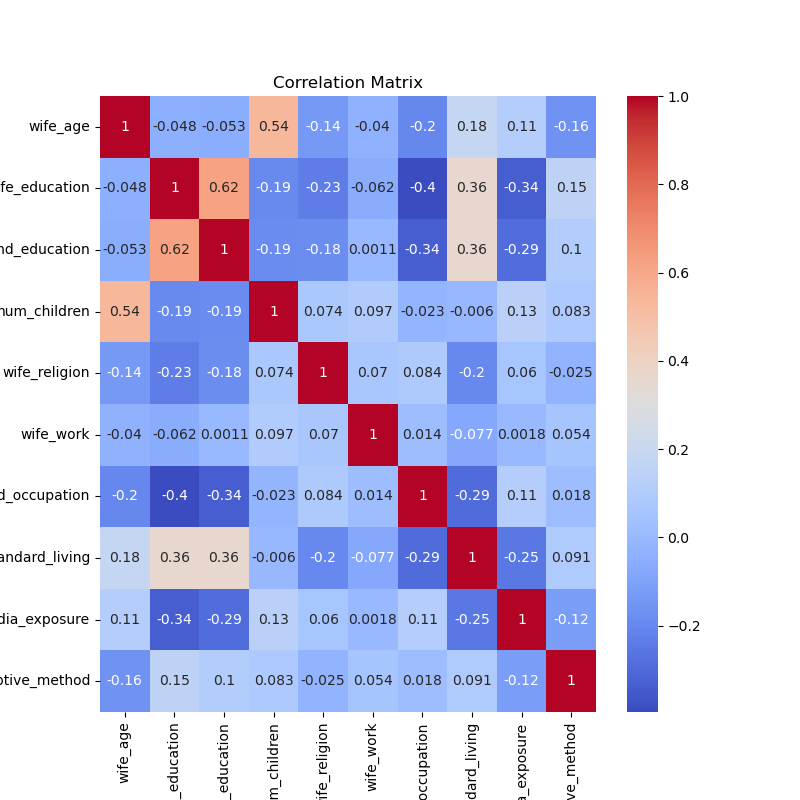 Correlation Matrix
wife_age 1 -0.048 -0.053 0.54 -0.14 -0.04 -0.2 0.18 0.11 -0.16
fe_education -0.048 1 0.62 -0.19 -0.23 -0.062 -0.4 0.36 -0.34 0.15
nd_education -0.053 0.62 1 -0.19 -0.18 0.0011 -0.34 0.36 -0.29 0.1
num_children 0.54 -0.19 -0.19 1 0.074 0.097 -0.023 -0.006 0.13 0.083
wife_religion -0.14 -0.23 -0.18 0.074 1 0.07 0.084 -0.2 0.06 -0.025
wife_work -0.04 -0.062 0.0011 0.097 0.07 1 0.014 -0.077 0.0018 0.054
d_occupation -0.2 -0.4 -0.34 -0.023 0.084 0.014 1 -0.29 0.11 0.018
andard_living 0.18 0.36 0.36 -0.006 -0.2 -0.077 -0.29 1 -0.25 0.091
dia_exposure 0.11 -0.34 -0.29 0.13 0.06 0.0018 0.11 -0.25 1 -0.12
ptive_method -0.16 0.15 0.1 0.083 -0.025 0.054 0.018 0.091 -0.12 1
wife_age
_education
_education
m_children
ife_religion
wife_work
occupation
dard_living
a_exposure
ve_method
1.0
0.8
0.6
0.4
0.2
0.0
−0.2